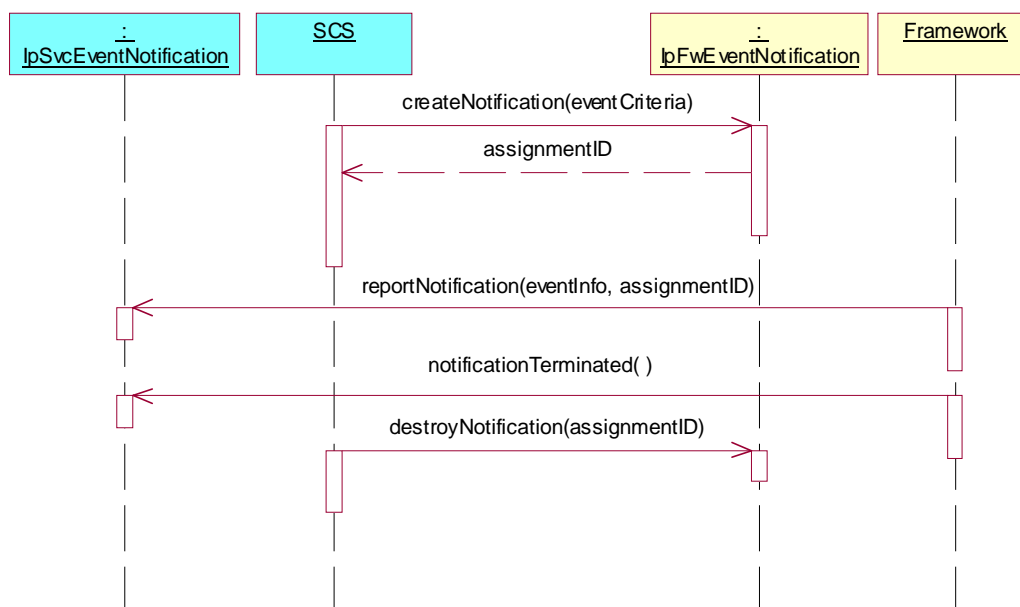 :
IpSvcEventNotification
SCS
:
IpFwEventNotification
Framework
createNotification(eventCriteria)
assignmentID
reportNotification(eventInfo, assignmentID)
notificationTerminated( )
destroyNotification(assignmentID)